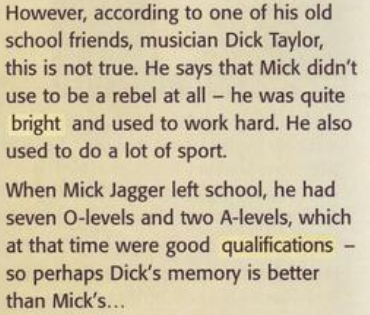 However, according to one of his old
school friends, musician Dick Taylor,
this is not true. He says that Mick didn't
use to be a rebel at all – he was quite
bright and used to work hard. He also
used to do a lot of sport.
When Mick Jagger left school, he had
seven O-levels and two A-levels, which
at that time were good qualifications –
so perhaps Dick's memory is better
than Mick's...